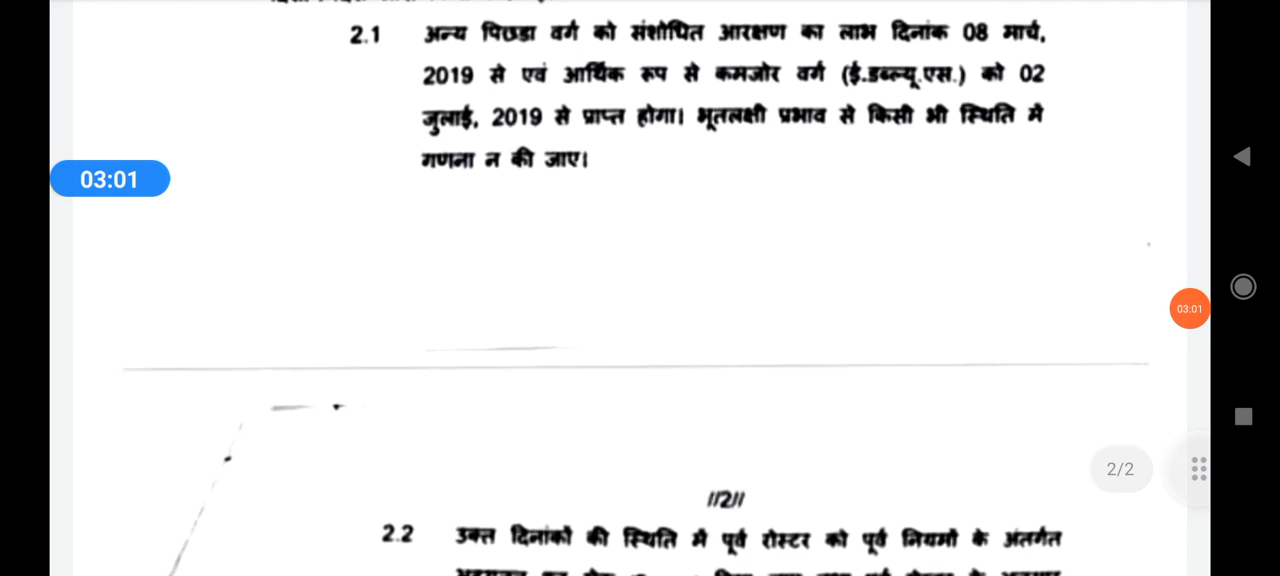 2.1 अन्य पिछडा वर्ग को संशोधित आरक्षण का लाभ दिनांक 08 मार्च,
2019 से एवं आर्थिक रूप से कमजोर वर्ग (ई.डब्ल्यू.एस.) को 02
जुलाई, 2019 से प्राप्त होगा। भूतलक्षी प्रभाव से किसी भी स्थिति में
गणना न की जाए।
03:01
03:01
2/2
//2//
2.2 उक्त दिनांको की स्थिति में पूर्व रोस्टर को पूर्व नियमों के अंतर्गत